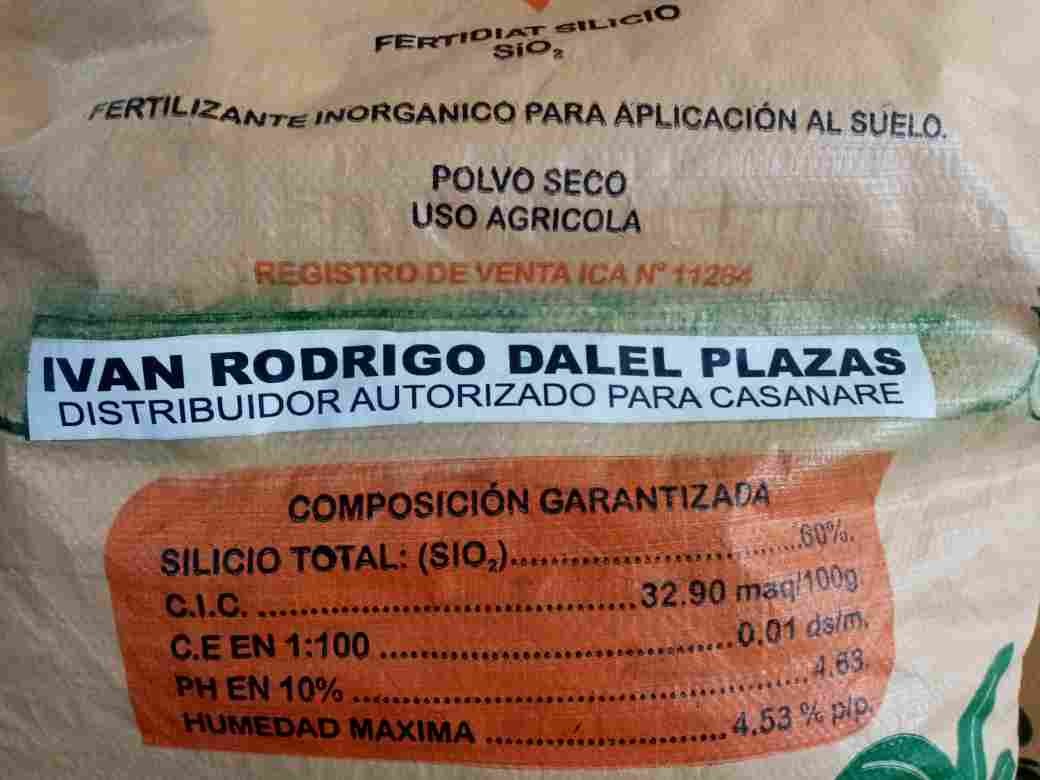 FERTIDIAT SILICIO
SiO₂
FERTILIZANTE INORGANICO PARA APLICACIÓN AL SUELO.
POLVO SECO
USO AGRICOLA
REGISTRO DE VENTA ICA N° 11264
IVAN RODRIGO DALEL PLAZAS
DISTRIBUIDOR AUTORIZADO PARA CASANARE
COMPOSICIÓN GARANTIZADA
SILICIO TOTAL: (SIO₂)..............................60%.
C.I.C. ..................................... 32.90 maq/100g
C.E EN 1:100 ...................................0.01 ds/m.
PH EN 10% ..............................................4.63.
HUMEDAD MAXIMA ........................4.53 % p/p.